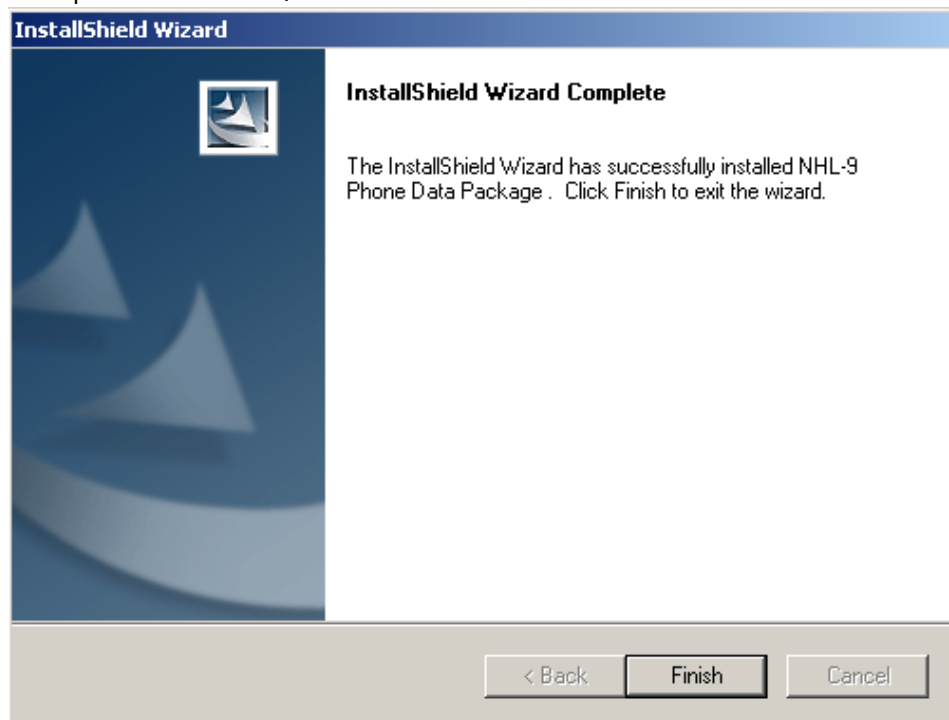 InstallShield Wizard
InstallShield Wizard Complete
The InstallShield Wizard has successfully installed NHL-9
Phone Data Package . Click Finish to exit the wizard.
< Back
Finish
Cancel